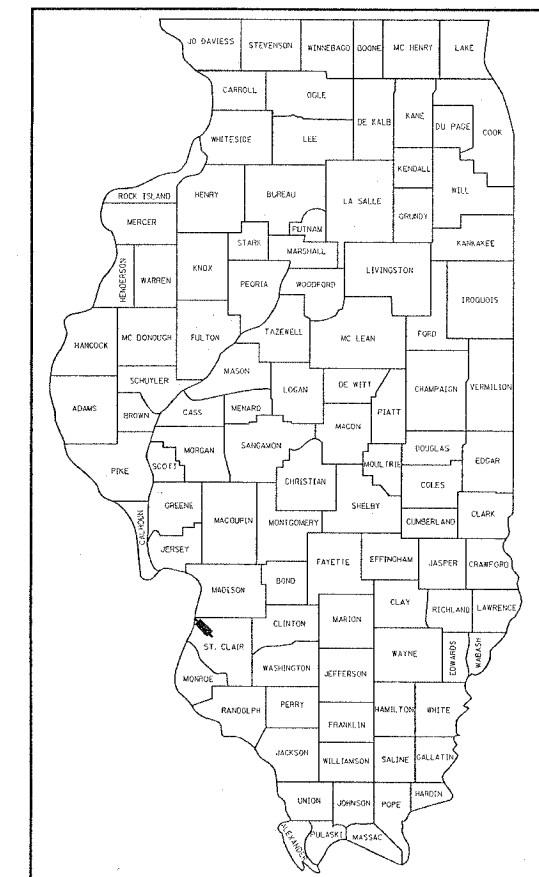 JO DAVIESS STEVENSON WINNEBAGO BOONE MC HENRY LAKE
CARROLL OGLE DE KALB KANE DU PAGE COOK
WHITESIDE LEE KENDALL WILL
ROCK ISLAND HENRY BUREAU LA SALLE GRUNDY
MERCER PUTNAM KANKAKEE
HENDERSON WARREN KNOX STARK MARSHALL LIVINGSTON
PEORIA WOODFORD IROQUOIS
HANCOCK MC DONOUGH FULTON TAZEWELL MC LEAN FORD
SCHUYLER MASON LOGAN DE WITT CHAMPAIGN VERMILION
ADAMS BROWN CASS MENARD MACON PIATT
PIKE SCOTT MORGAN SANGAMON MOULTRIE DOUGLAS EDGAR
CHRISTIAN COLES
CALHOUN GREENE MACOUPIN MONTGOMERY SHELBY CUMBERLAND CLARK
JERSEY FAYETTE EFFINGHAM JASPER CRAWFORD
MADESON BOND CLAY RICHLAND LAWRENCE
CLINTON MARION
ST. CLAIR WAYNE EDWARDS WABASH
MONROE WASHINGTON JEFFERSON
RANDOLPH PERRY HAMILTON WHITE
FRANKLIN
JACKSON WILLIAMSON SALINE GALLATIN
UNION JOHNSON POPE HARDIN
ALEXANDER PULASKI MASSAC